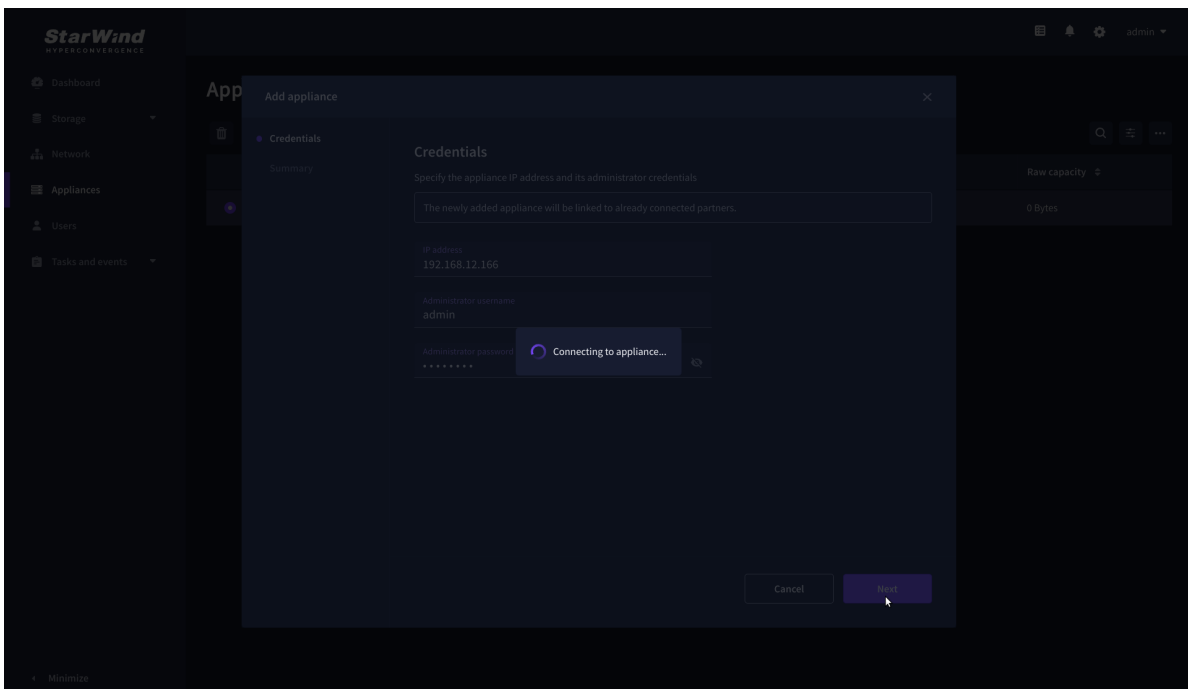 StarWind
HYPERCONVERGENCE
admin
Dashboard
Storage
Network
Appliances
Users
Tasks and events
Minimize
App
Raw capacity
0 Bytes
Add appliance
Credentials
Summary
Credentials
Specify the appliance IP address and its administrator credentials
The newly added appliance will be linked to already connected partners.
IP address
192.168.12.166
Administrator username
admin
Administrator password
••••••••
Connecting to appliance...
Cancel
Next